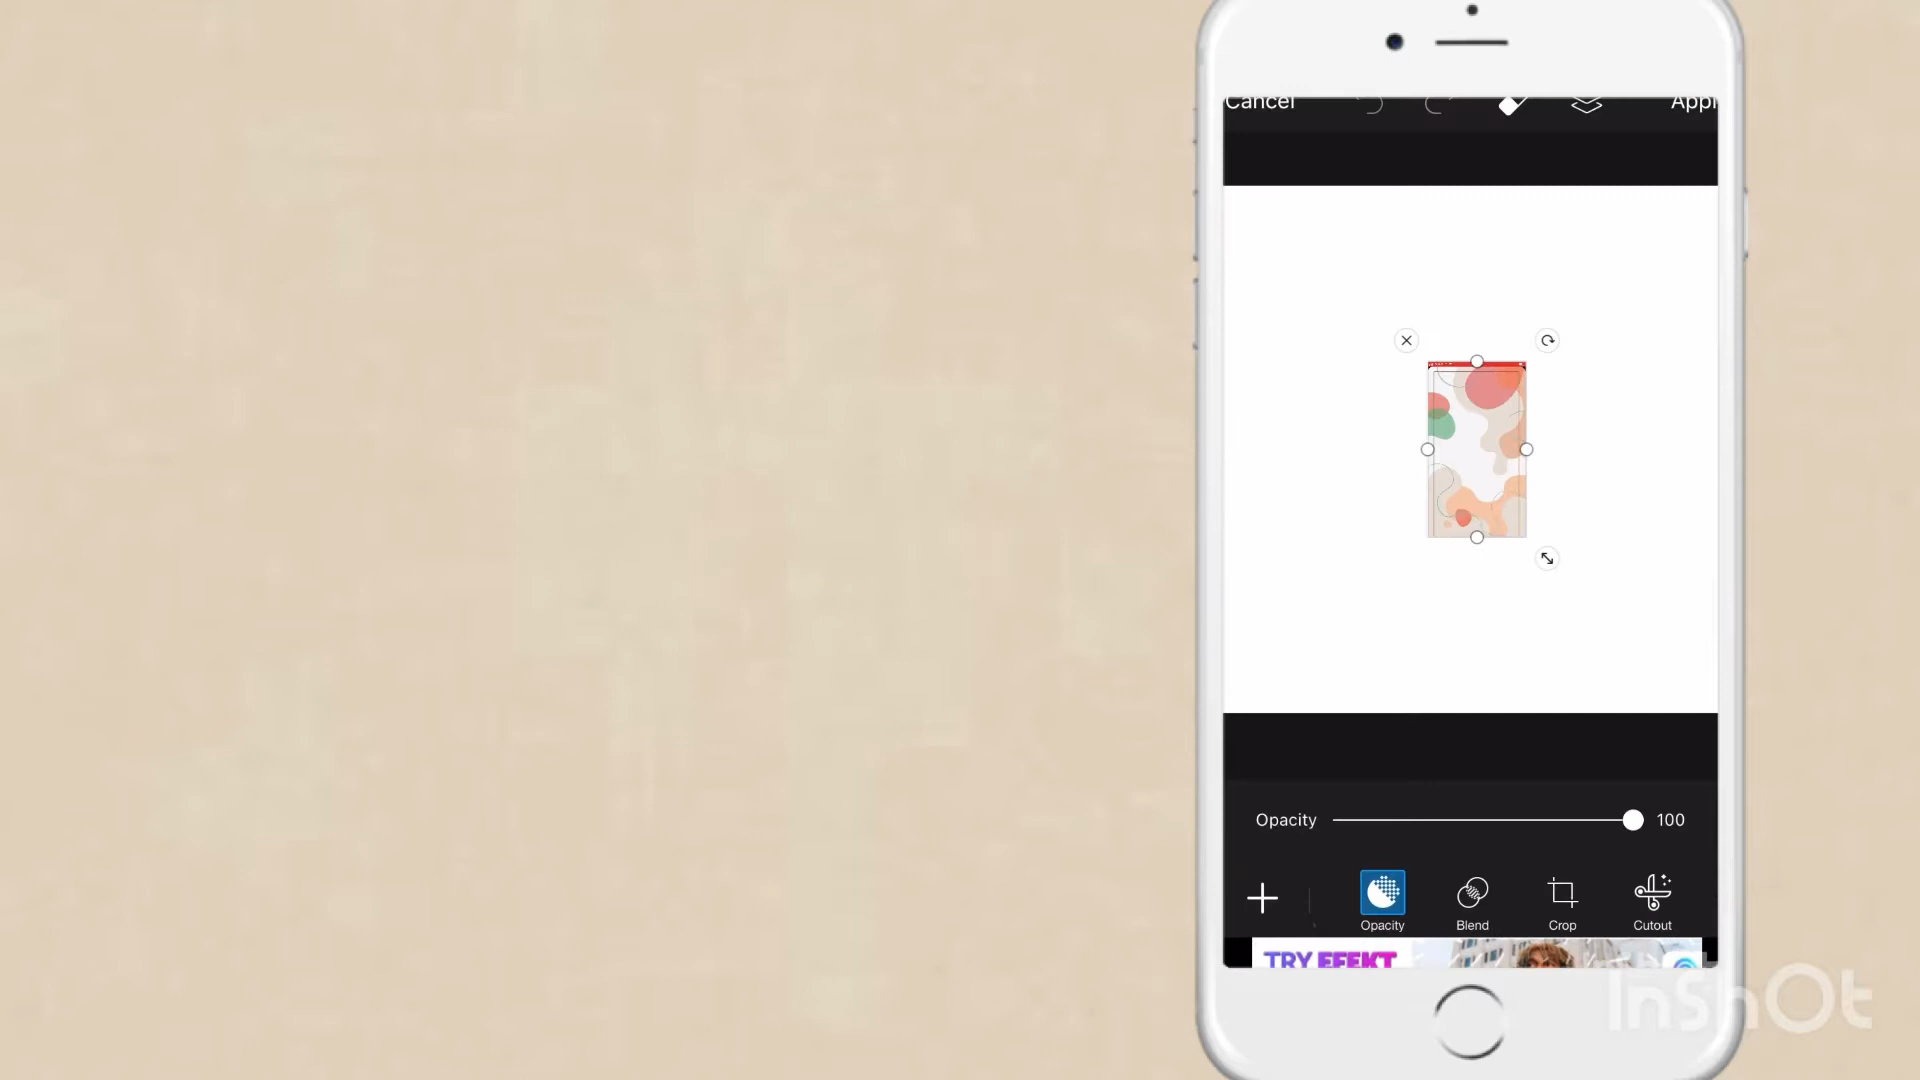 Cancel
Appl
Opacity
100
Opacity
Blend
Crop
Cutout
TRY EFEKT
InShOt